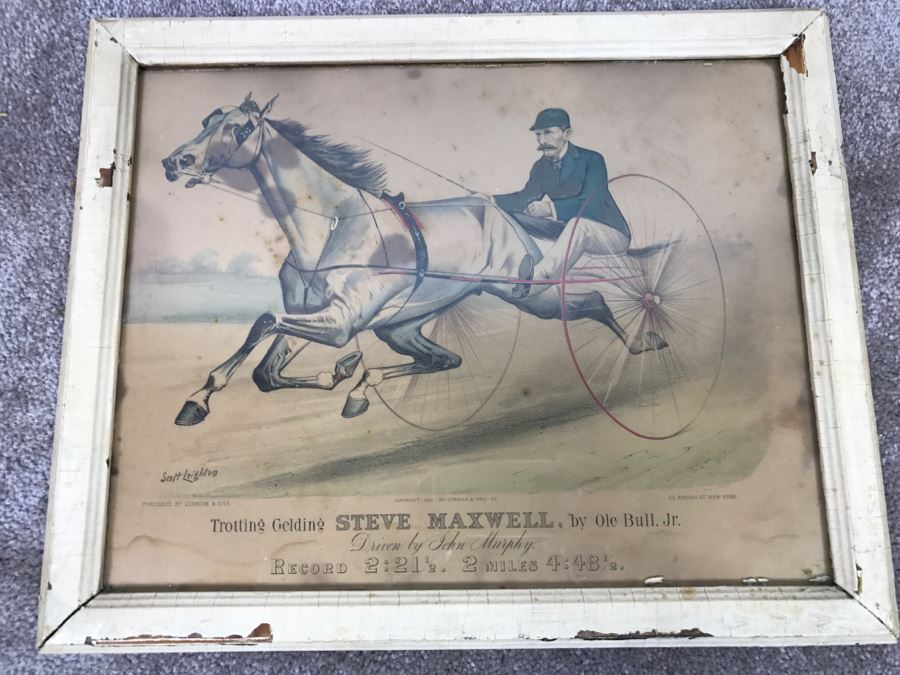 Scott Leighton
PUBLISHED BY CURRIER & IVES
COPYRIGHT 1881 BY CURRIER & IVES, N.Y.
115 NASSAU ST. NEW YORK.
Trotting Gelding STEVE MAXWELL, by Ole Bull, Jr.
Driven by John Murphy.
RECORD 2:21½. 2 MILES 4:48½.